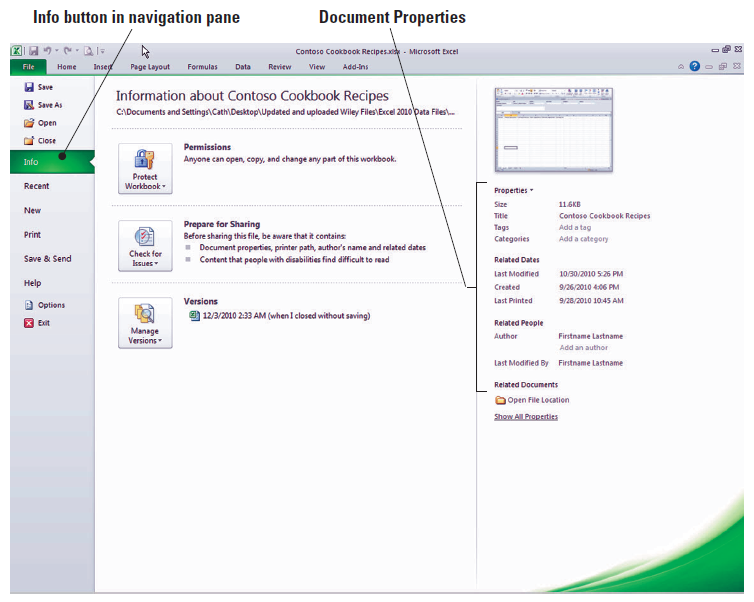 Info button in navigation pane
Document Properties
Contoso Cookbook Recipes.xlsx - Microsoft Excel
File Home Insert Page Layout Formulas Data Review View Add-Ins
Save
Save As
Open
Close
Info
Recent
New
Print
Save & Send
Help
Options
Exit
Information about Contoso Cookbook Recipes
C:\Documents and Settings\Cath\Desktop\Updated and uploaded Wiley Files\Excel 2010 Data Files\...
Protect
Workbook
Permissions
Anyone can open, copy, and change any part of this workbook.
Check for
Issues
Prepare for Sharing
Before sharing this file, be aware that it contains:
Document properties, printer path, author's name and related dates
Content that people with disabilities find difficult to read
Manage
Versions
Versions
12/3/2010 2:33 AM (when I closed without saving)
Properties
Size 11.6KB
Title Contoso Cookbook Recipes
Tags Add a tag
Categories Add a category
Related Dates
Last Modified 10/30/2010 5:26 PM
Created 9/26/2010 4:06 PM
Last Printed 9/28/2010 10:45 AM
Related People
Author Firstname Lastname
Add an author
Last Modified By Firstname Lastname
Related Documents
Open File Location
Show All Properties